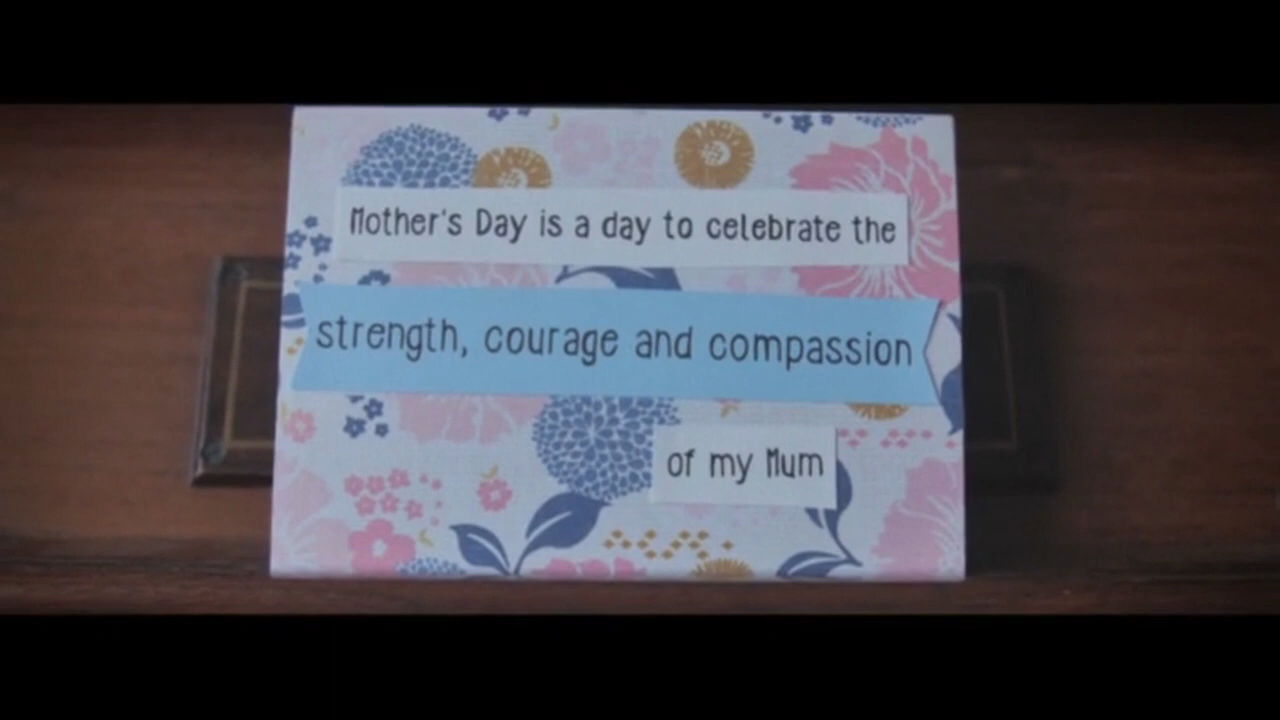 Mother's Day is a day to celebrate the
strength, courage and compassion
of my Mum